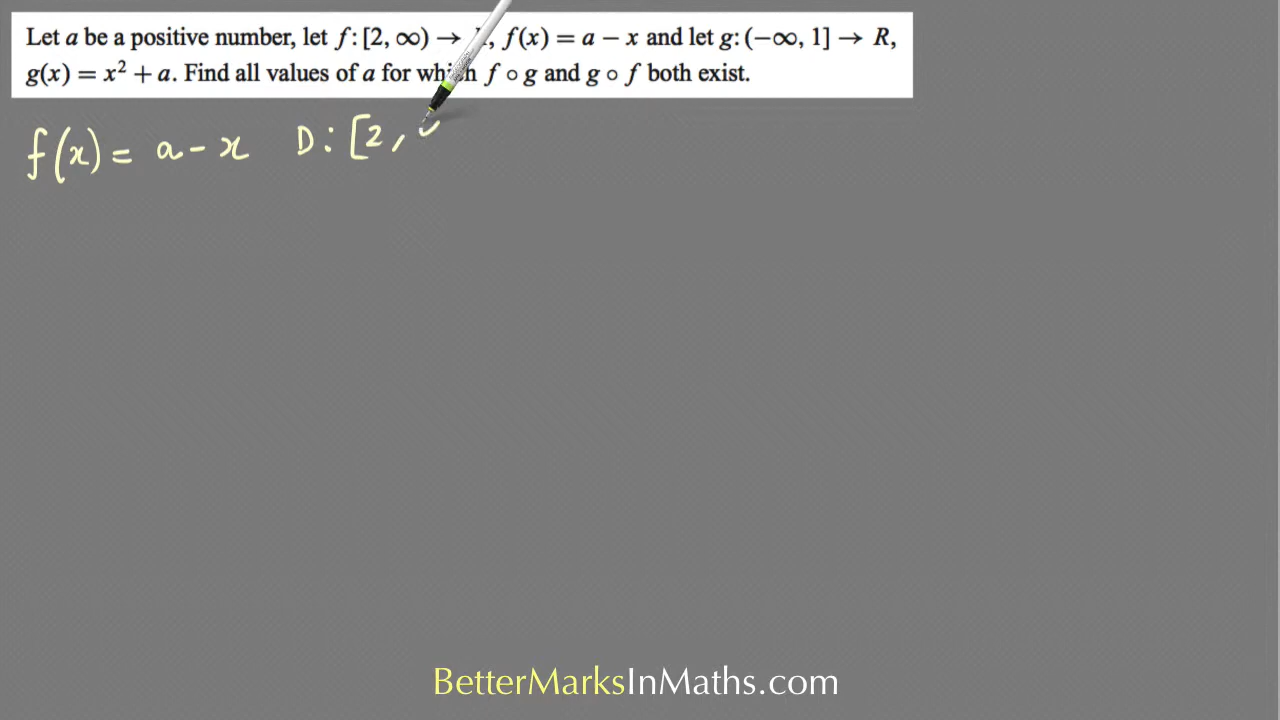 Let a be a positive number, let f: [2, ∞) → , f(x) = a − x and let g: (−∞, 1] → R,
g(x) = x² + a. Find all values of a for which f ∘ g and g ∘ f both exist.
f(x) = a - x D: [2,
BetterMarksInMaths.com